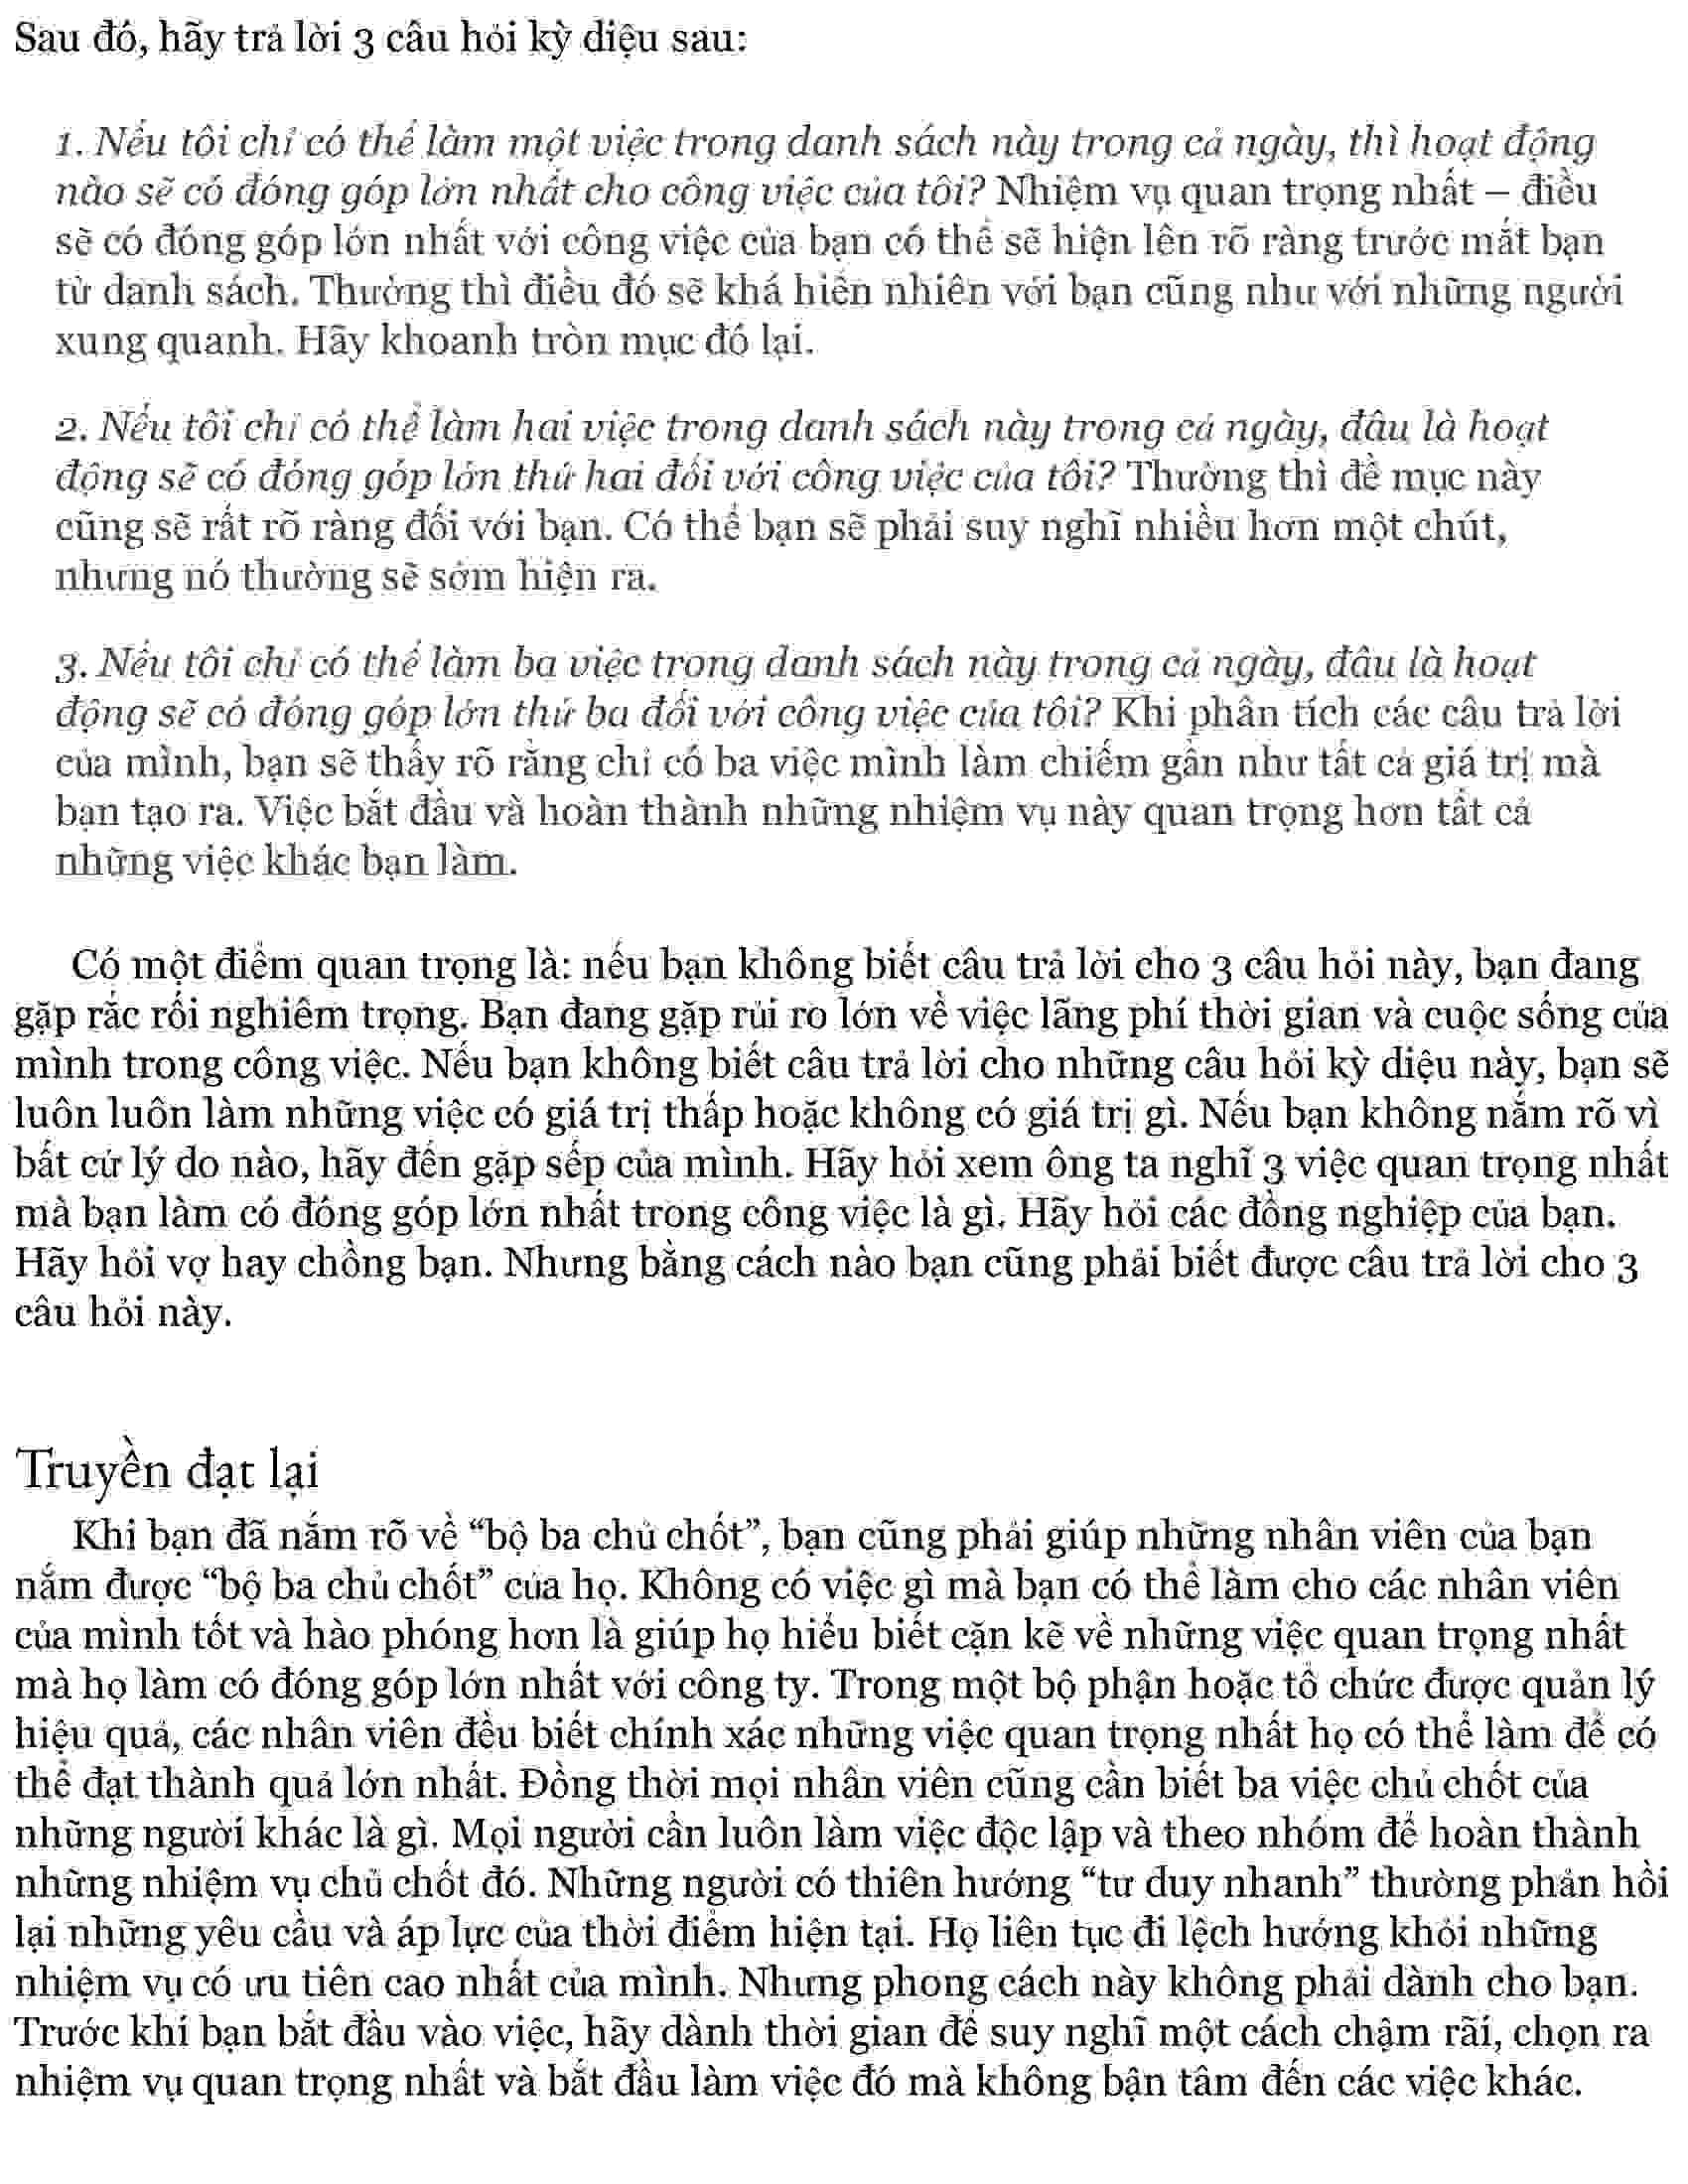 Sau đó, hãy trả lời 3 câu hỏi kỳ diệu sau:
1. Nếu tôi chỉ có thể làm một việc trong danh sách này trong cả ngày, thì hoạt động
nào sẽ có đóng góp lớn nhất cho công việc của tôi? Nhiệm vụ quan trọng nhất – điều
sẽ có đóng góp lớn nhất với công việc của bạn có thể sẽ hiện lên rõ ràng trước mắt bạn
từ danh sách. Thường thì điều đó sẽ khá hiển nhiên với bạn cũng như với những người
xung quanh. Hãy khoanh tròn mục đó lại.
2. Nếu tôi chỉ có thể làm hai việc trong danh sách này trong cả ngày, đâu là hoạt
động sẽ có đóng góp lớn thứ hai đối với công việc của tôi? Thường thì đề mục này
cũng sẽ rất rõ ràng đối với bạn. Có thể bạn sẽ phải suy nghĩ nhiều hơn một chút,
nhưng nó thường sẽ sớm hiện ra.
3. Nếu tôi chỉ có thể làm ba việc trong danh sách này trong cả ngày, đâu là hoạt
động sẽ có đóng góp lớn thứ ba đối với công việc của tôi? Khi phân tích các câu trả lời
của mình, bạn sẽ thấy rõ rằng chỉ có ba việc mình làm chiếm gần như tất cả giá trị mà
bạn tạo ra. Việc bắt đầu và hoàn thành những nhiệm vụ này quan trọng hơn tất cả
những việc khác bạn làm.
Có một điểm quan trọng là: nếu bạn không biết câu trả lời cho 3 câu hỏi này, bạn đang
gặp rắc rối nghiêm trọng. Bạn đang gặp rủi ro lớn về việc lãng phí thời gian và cuộc sống của
mình trong công việc. Nếu bạn không biết câu trả lời cho những câu hỏi kỳ diệu này, bạn sẽ
luôn luôn làm những việc có giá trị thấp hoặc không có giá trị gì. Nếu bạn không nắm rõ vì
bất cứ lý do nào, hãy đến gặp sếp của mình. Hãy hỏi xem ông ta nghĩ 3 việc quan trọng nhất
mà bạn làm có đóng góp lớn nhất trong công việc là gì. Hãy hỏi các đồng nghiệp của bạn.
Hãy hỏi vợ hay chồng bạn. Nhưng bằng cách nào bạn cũng phải biết được câu trả lời cho 3
câu hỏi này.
Truyền đạt lại
Khi bạn đã nắm rõ về “bộ ba chủ chốt”, bạn cũng phải giúp những nhân viên của bạn
nắm được “bộ ba chủ chốt” của họ. Không có việc gì mà bạn có thể làm cho các nhân viên
của mình tốt và hào phóng hơn là giúp họ hiểu biết cặn kẽ về những việc quan trọng nhất
mà họ làm có đóng góp lớn nhất với công ty. Trong một bộ phận hoặc tổ chức được quản lý
hiệu quả, các nhân viên đều biết chính xác những việc quan trọng nhất họ có thể làm để có
thể đạt thành quả lớn nhất. Đồng thời mọi nhân viên cũng cần biết ba việc chủ chốt của
những người khác là gì. Mọi người cần luôn làm việc độc lập và theo nhóm để hoàn thành
những nhiệm vụ chủ chốt đó. Những người có thiên hướng “tư duy nhanh” thường phản hồi
lại những yêu cầu và áp lực của thời điểm hiện tại. Họ liên tục đi lệch hướng khỏi những
nhiệm vụ có ưu tiên cao nhất của mình. Nhưng phong cách này không phải dành cho bạn.
Trước khi bạn bắt đầu vào việc, hãy dành thời gian để suy nghĩ một cách chậm rãi, chọn ra
nhiệm vụ quan trọng nhất và bắt đầu làm việc đó mà không bận tâm đến các việc khác.